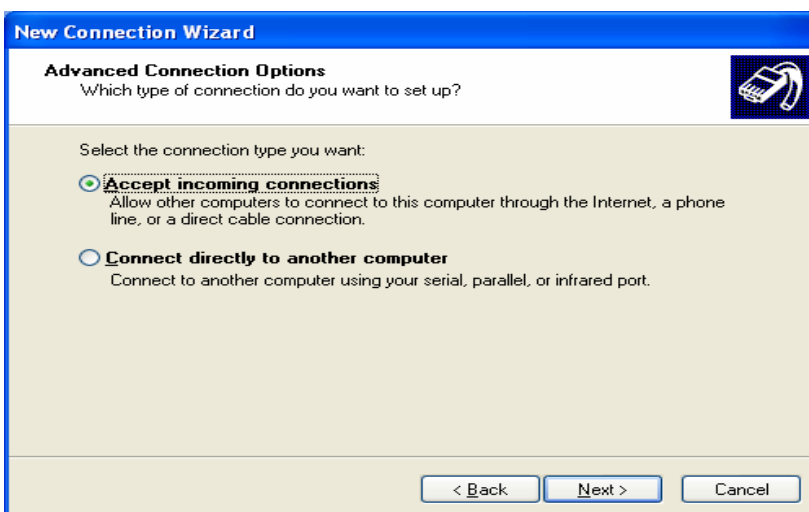 New Connection Wizard
Advanced Connection Options
Which type of connection do you want to set up?
Select the connection type you want:
Accept incoming connections
Allow other computers to connect to this computer through the Internet, a phone
line, or a direct cable connection.
Connect directly to another computer
Connect to another computer using your serial, parallel, or infrared port.
< Back Next > Cancel